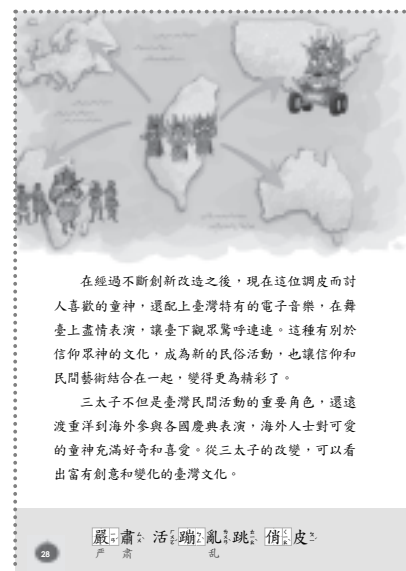 在經過不斷創新改造之後，現在這位調皮而討
人喜歡的童神，還配上臺灣特有的電子音樂，在舞
臺上盡情表演，讓臺下觀眾驚呼連連。這種有別於
信仰眾神的文化，成為新的民俗活動，也讓信仰和
民間藝術結合在一起，變得更為精彩了。
三太子不但是臺灣民間活動的重要角色，還遠
渡重洋到海外參與各國慶典表演，海外人士對可愛
的童神充滿好奇和喜愛。從三太子的改變，可以看
出富有創意和變化的臺灣文化。
嚴肅 活蹦亂跳 俏皮
严 肃 乱
28